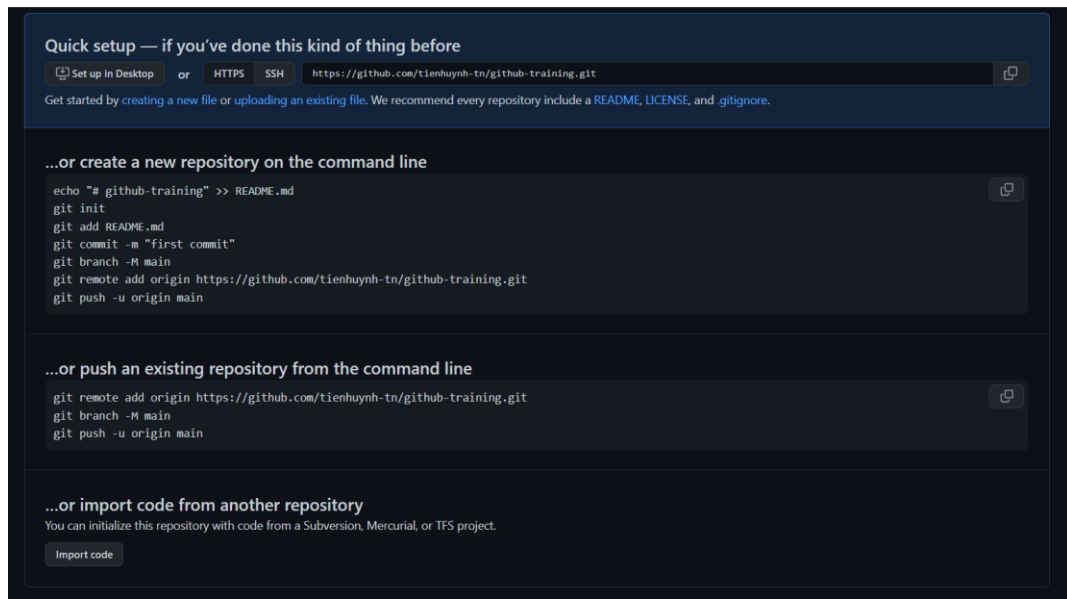 Quick setup — if you’ve done this kind of thing before
Set up in Desktop or HTTPS SSH https://github.com/tienhuynh-tn/github-training.git
Get started by creating a new file or uploading an existing file. We recommend every repository include a README, LICENSE, and .gitignore.
...or create a new repository on the command line
echo "# github-training" >> README.md
git init
git add README.md
git commit -m "first commit"
git branch -M main
git remote add origin https://github.com/tienhuynh-tn/github-training.git
git push -u origin main
...or push an existing repository from the command line
git remote add origin https://github.com/tienhuynh-tn/github-training.git
git branch -M main
git push -u origin main
...or import code from another repository
You can initialize this repository with code from a Subversion, Mercurial, or TFS project.
Import code